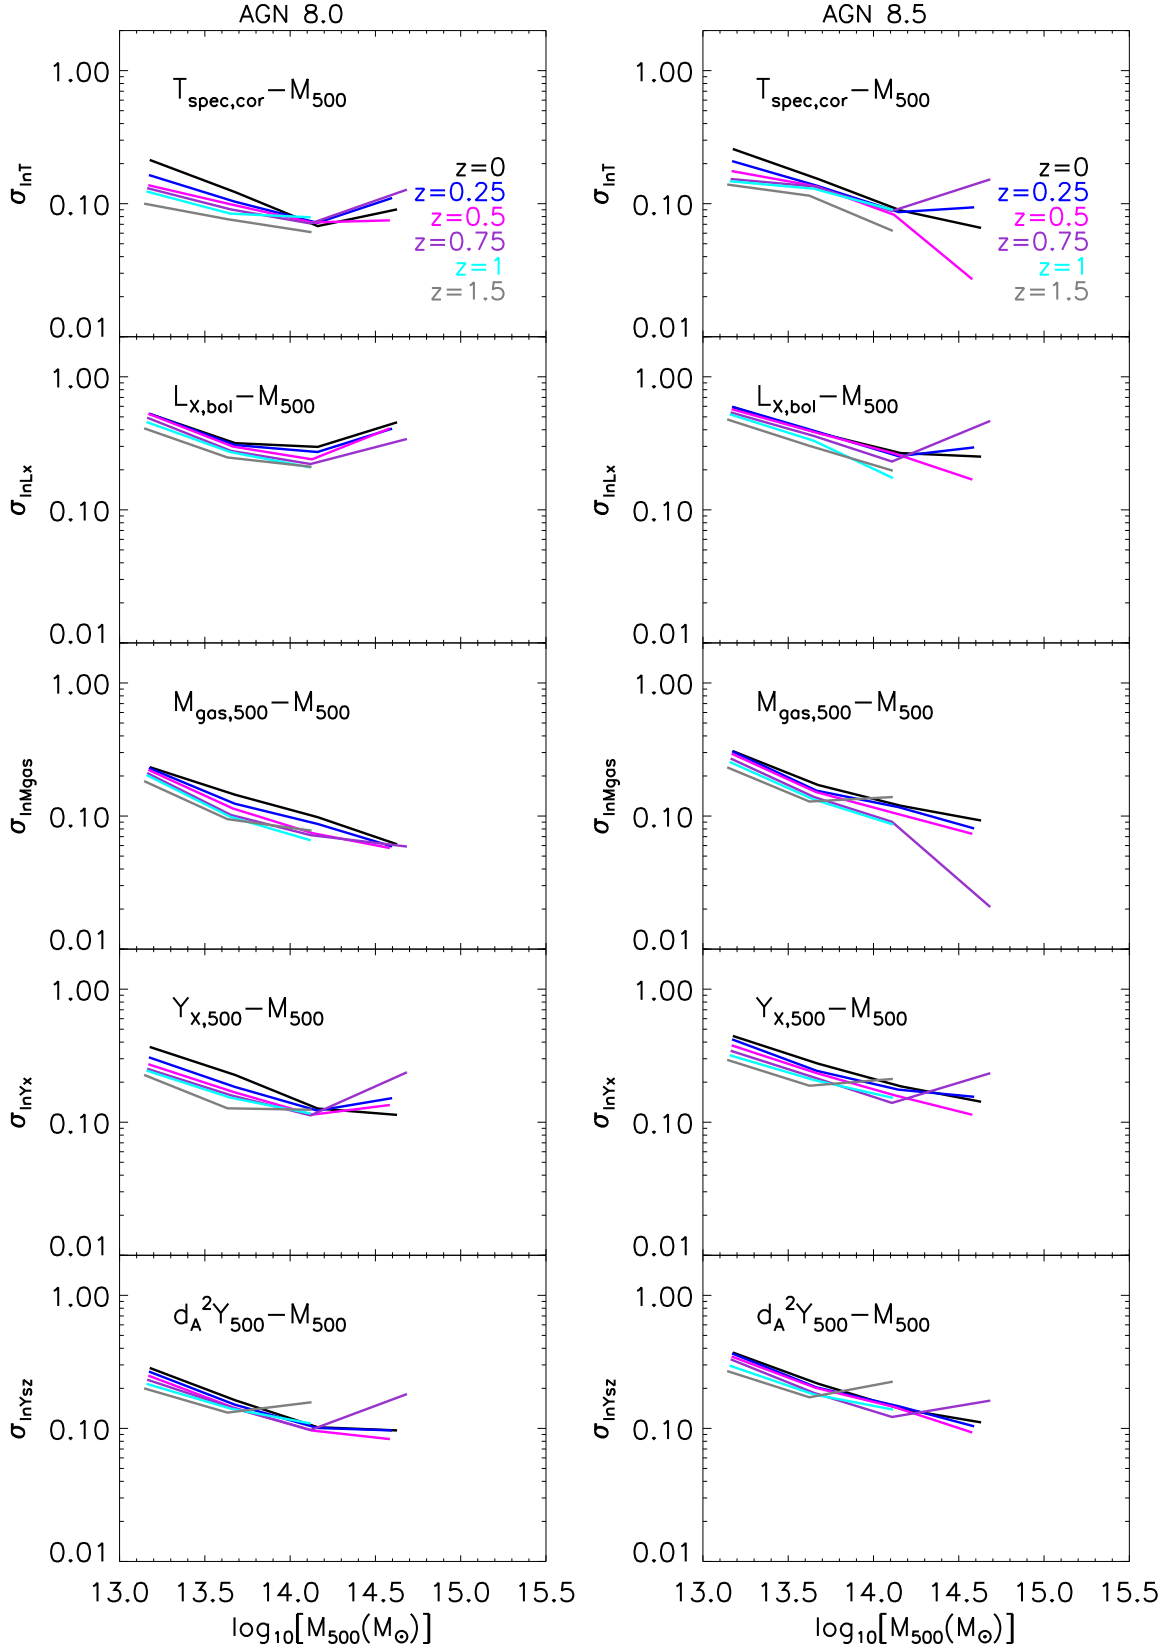 AGN 8.0
AGN 8.5
1.00
T_spec,cor−M_500
z=0
z=0.25
z=0.5
z=0.75
z=1
z=1.5
0.10
0.01
σ_lnT
1.00
T_spec,cor−M_500
z=0
z=0.25
z=0.5
z=0.75
z=1
z=1.5
0.10
0.01
σ_lnT
1.00
L_X,bol−M_500
0.10
0.01
σ_lnLx
1.00
L_X,bol−M_500
0.10
0.01
σ_lnLx
1.00
M_gas,500−M_500
0.10
0.01
σ_lnMgas
1.00
M_gas,500−M_500
0.10
0.01
σ_lnMgas
1.00
Y_X,500−M_500
0.10
0.01
σ_lnYx
1.00
Y_X,500−M_500
0.10
0.01
σ_lnYx
1.00
d_A²Y_500−M_500
0.10
0.01
σ_lnYsz
1.00
d_A²Y_500−M_500
0.10
0.01
σ_lnYsz
13.0 13.5 14.0 14.5 15.0 15.5
log₁₀[M_500(M_⊙)]
13.0 13.5 14.0 14.5 15.0 15.5
log₁₀[M_500(M_⊙)]